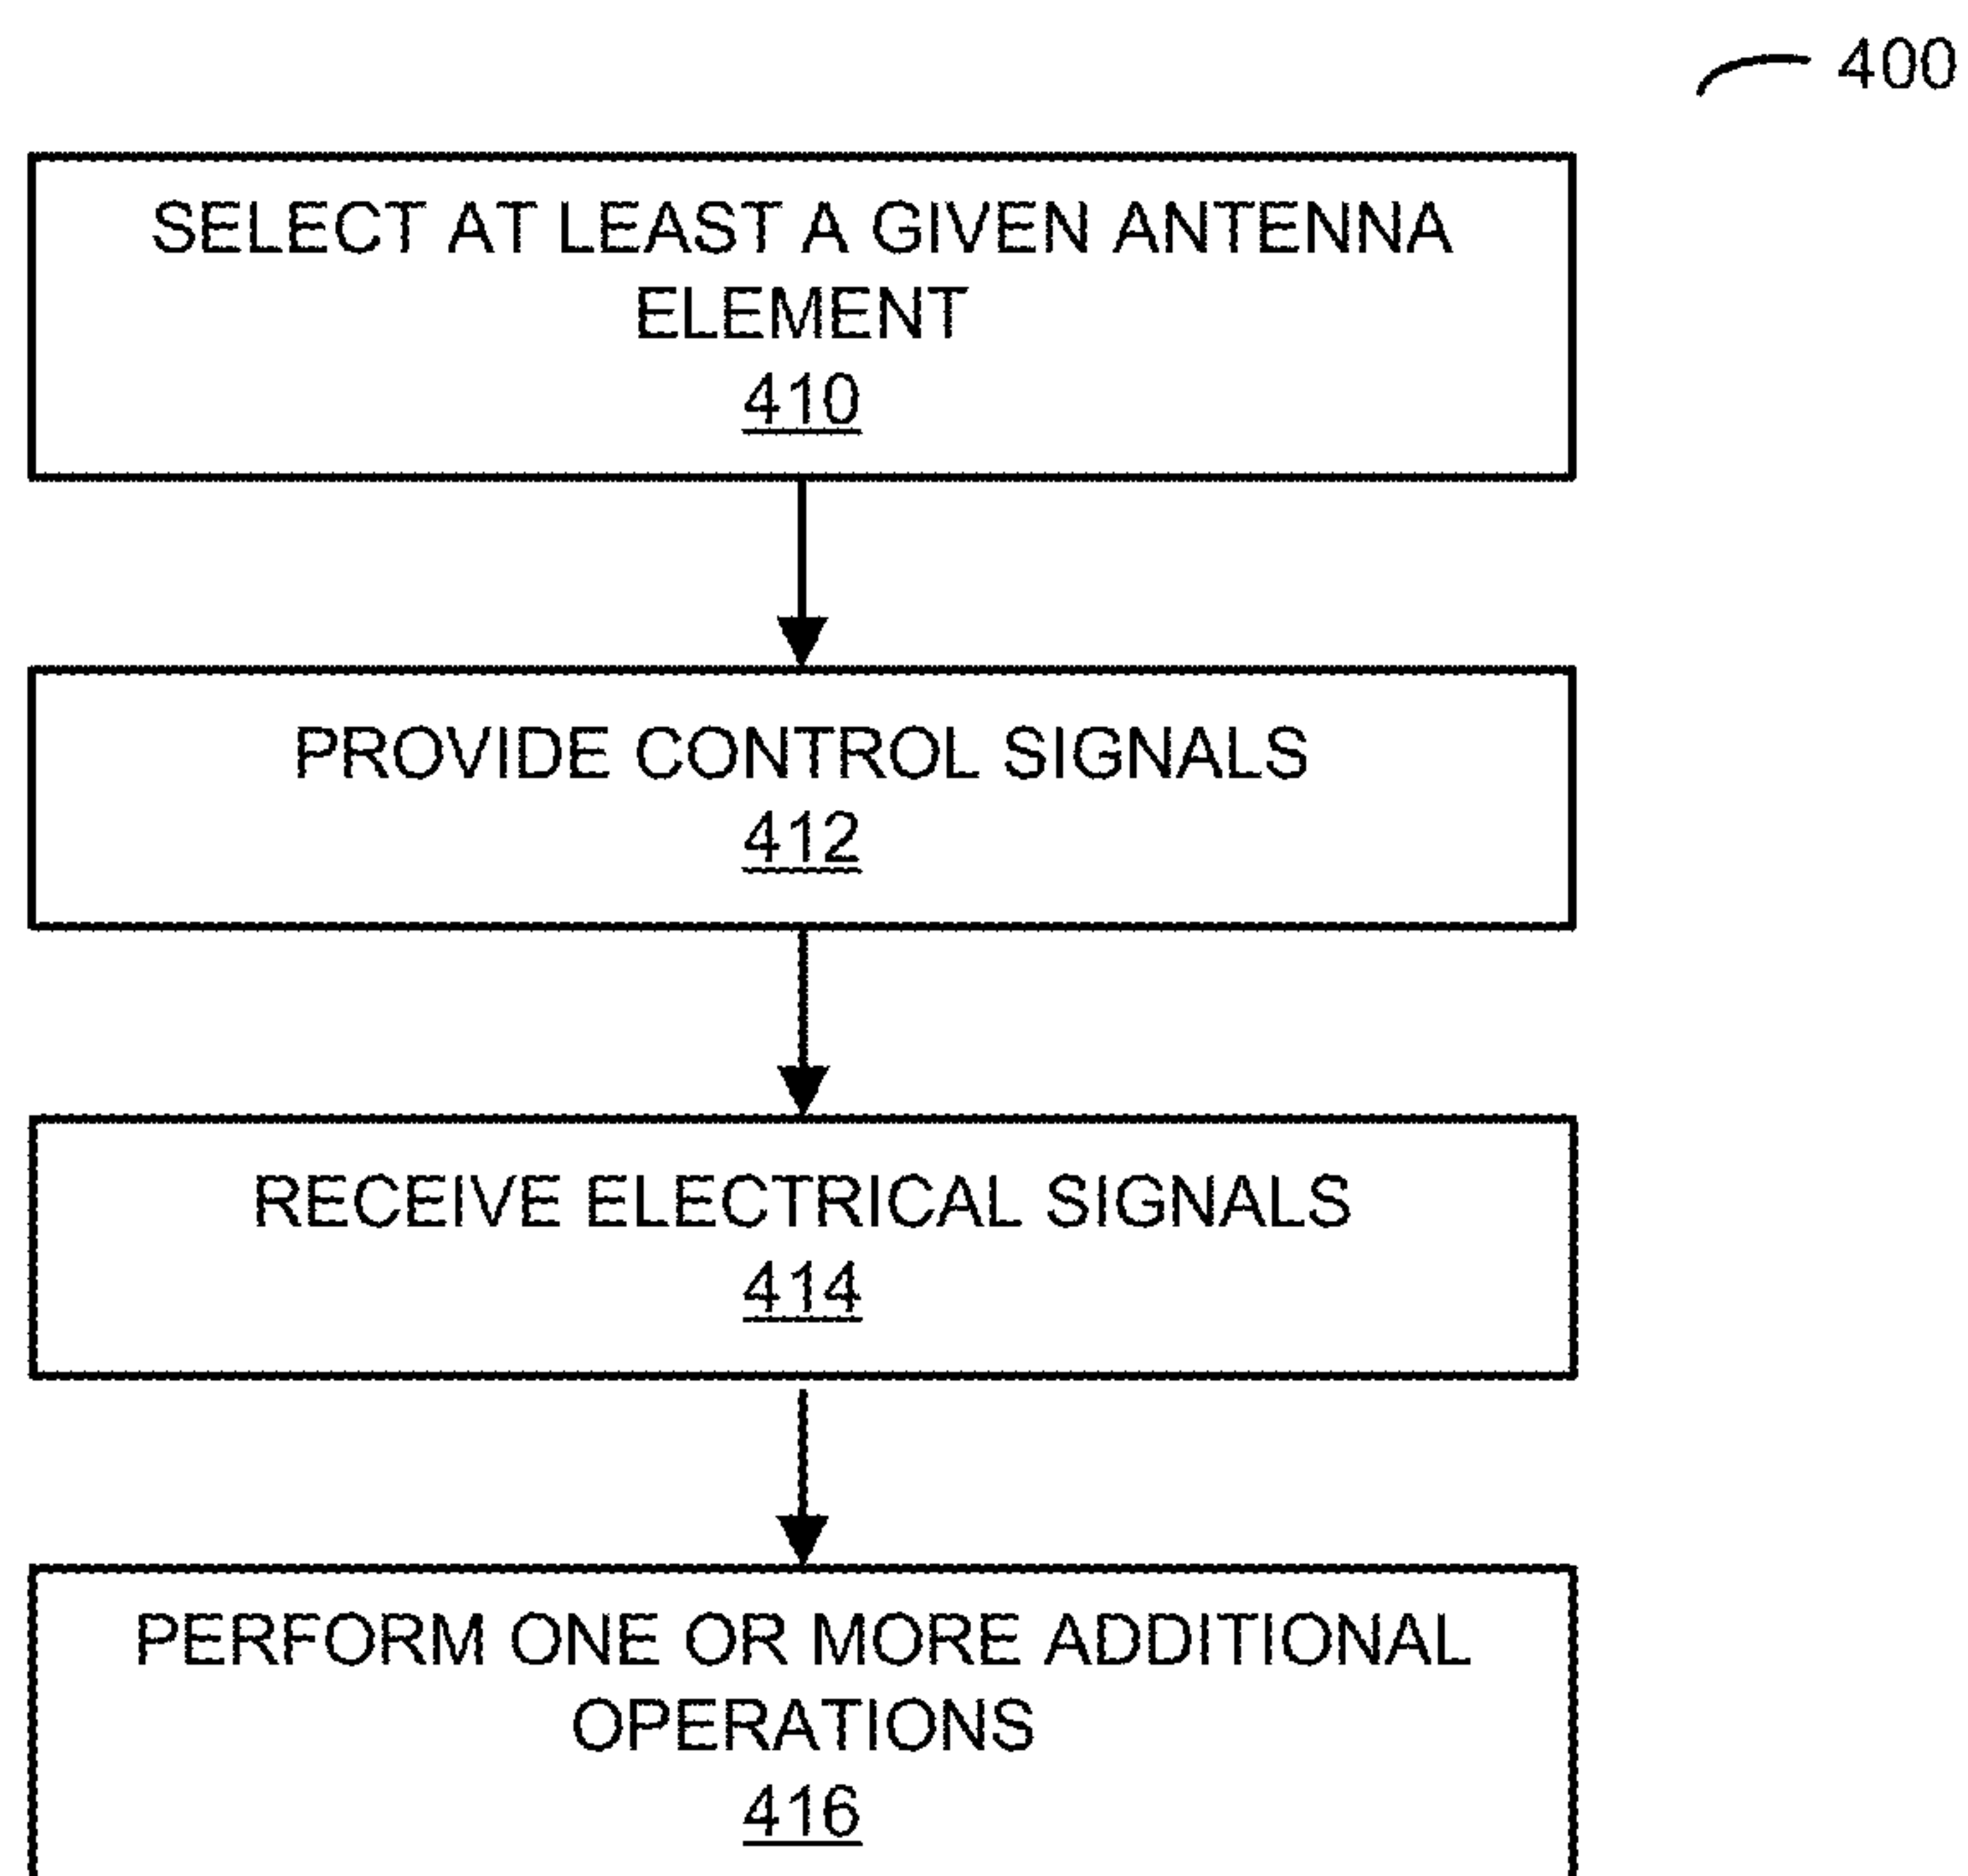 400
SELECT AT LEAST A GIVEN ANTENNA
ELEMENT
410
PROVIDE CONTROL SIGNALS
412
RECEIVE ELECTRICAL SIGNALS
414
PERFORM ONE OR MORE ADDITIONAL
OPERATIONS
416